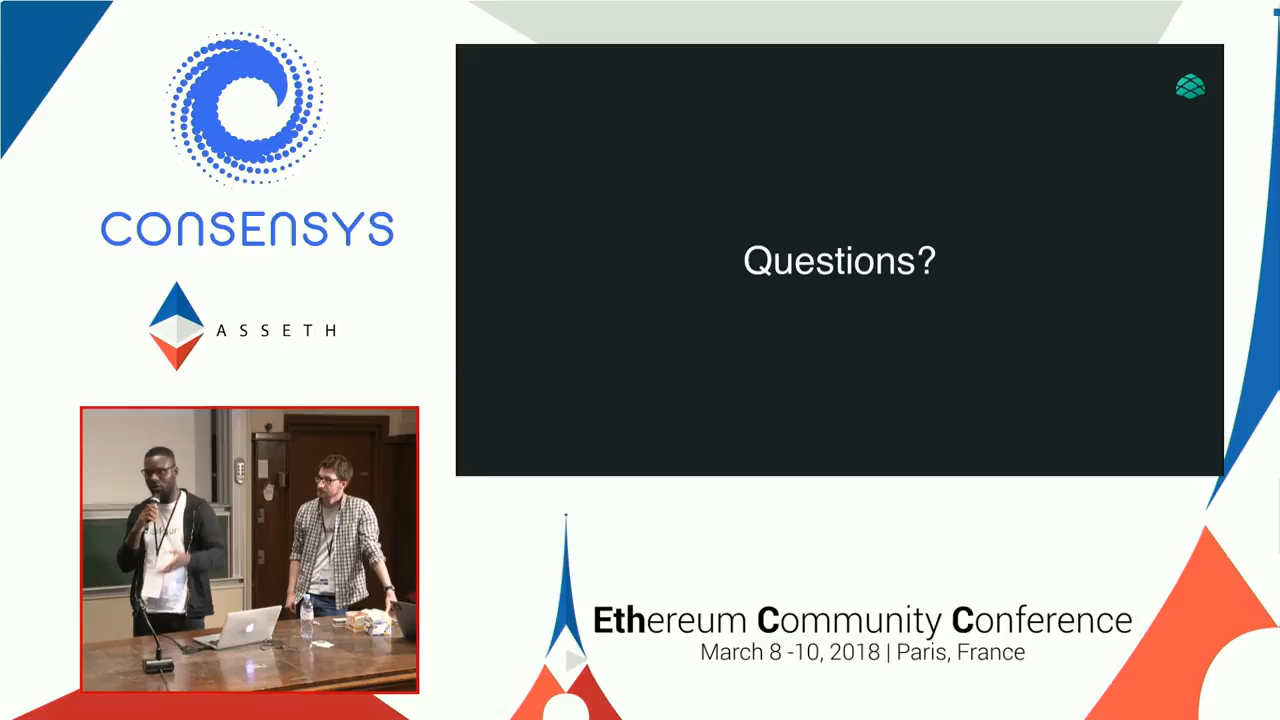 CONSENSYS
ASSETH
Questions?
Ethereum Community Conference
March 8 -10, 2018 | Paris, France